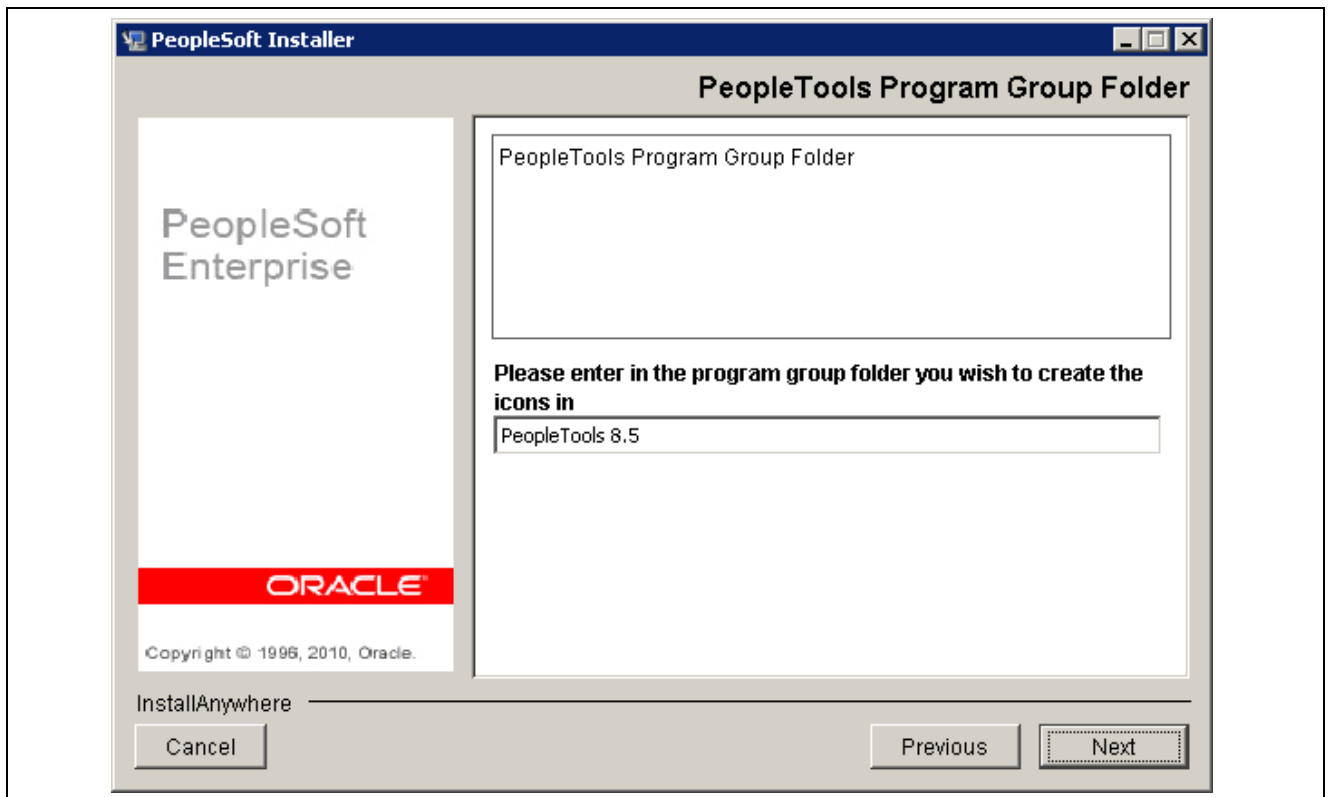 PeopleSoft Installer
PeopleTools Program Group Folder
PeopleSoft
Enterprise
ORACLE
Copyright © 1996, 2010, Oracle.
PeopleTools Program Group Folder
Please enter in the program group folder you wish to create the
icons in
PeopleTools 8.5
InstallAnywhere
Cancel
Previous
Next